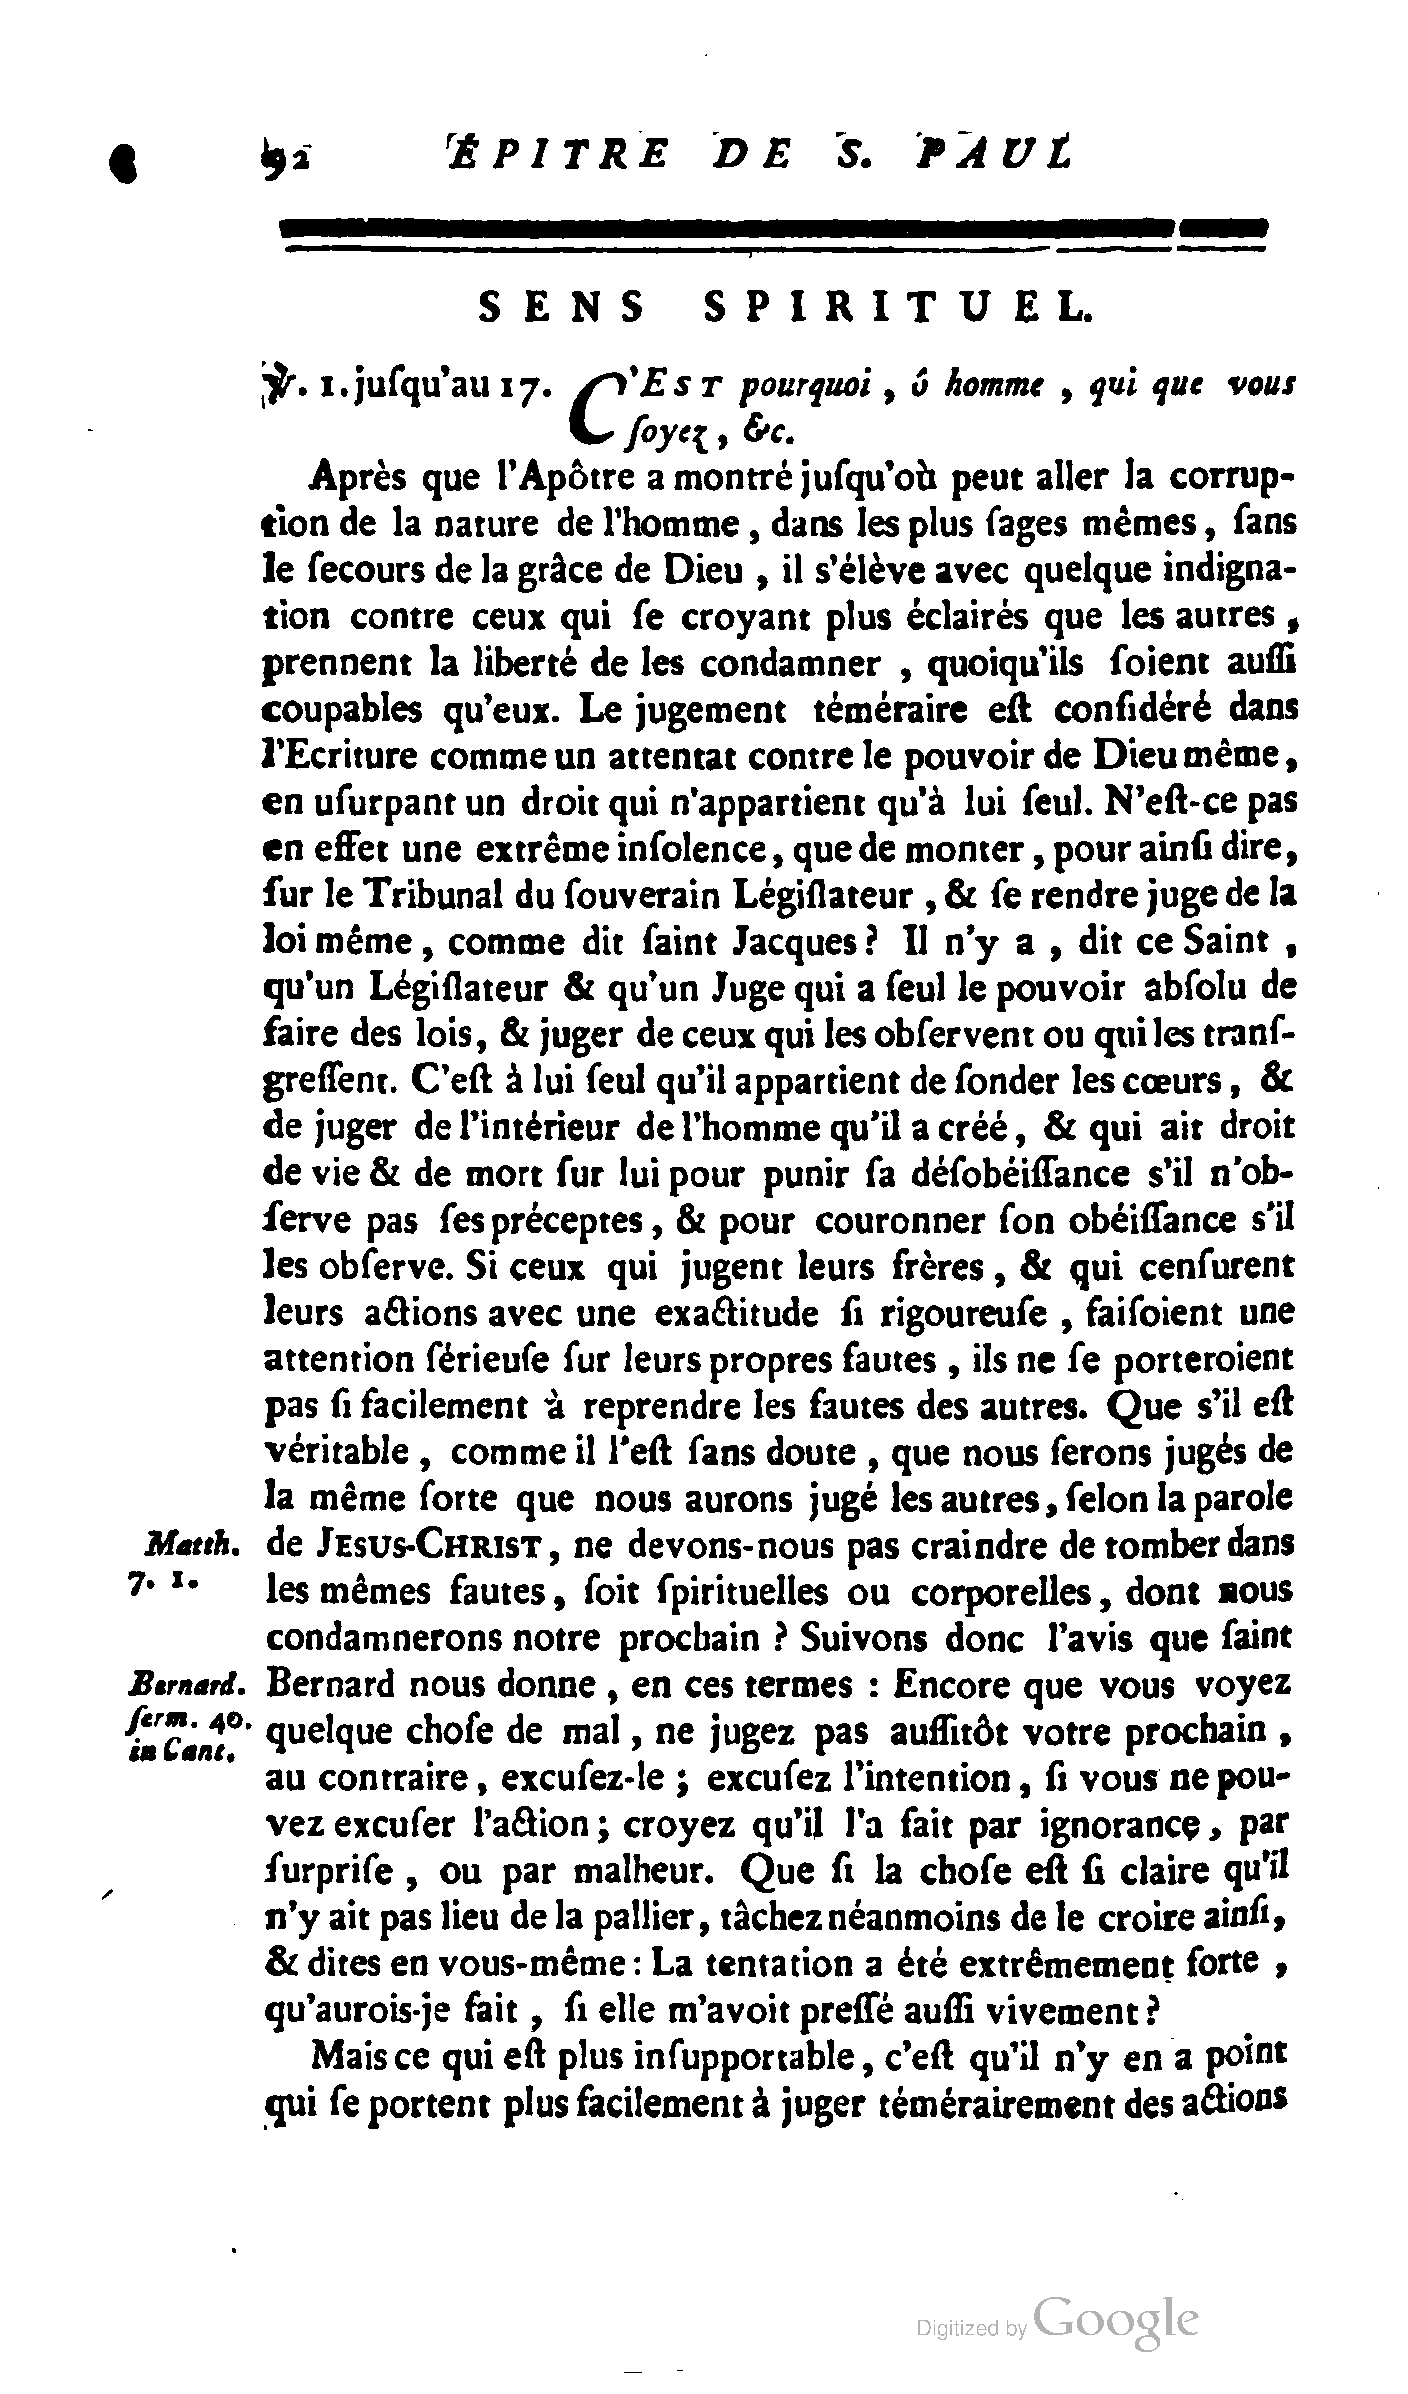 92 ÉPITRE DE S. PAUL
SENS SPIRITUEL.
℣. 1. juſqu'au 17. C'EST pourquoi, ô homme, qui que vous
ſoyez, &c.
Après que l'Apôtre a montré juſqu'où peut aller la corrup-
tion de la nature de l'homme, dans les plus ſages mêmes, ſans
le ſecours de la grâce de Dieu, il s'élève avec quelque indigna-
tion contre ceux qui ſe croyant plus éclairés que les autres,
prennent la liberté de les condamner, quoiqu'ils ſoient auſſi
coupables qu'eux. Le jugement téméraire eſt conſidéré dans
l'Ecriture comme un attentat contre le pouvoir de Dieu même,
en uſurpant un droit qui n'appartient qu'à lui ſeul. N'eſt-ce pas
en effet une extrême inſolence, que de monter, pour ainſi dire,
ſur le Tribunal du ſouverain Légiſlateur, & ſe rendre juge de la
loi même, comme dit ſaint Jacques? Il n'y a, dit ce Saint,
qu'un Légiſlateur & qu'un Juge qui a ſeul le pouvoir abſolu de
faire des lois, & juger de ceux qui les obſervent ou qui les tranſ-
greſſent. C'eſt à lui ſeul qu'il appartient de ſonder les cœurs, &
de juger de l'intérieur de l'homme qu'il a créé, & qui ait droit
de vie & de mort ſur lui pour punir ſa déſobéiſſance s'il n'ob-
ſerve pas ſes préceptes, & pour couronner ſon obéiſſance s'il
les obſerve. Si ceux qui jugent leurs frères, & qui cenſurent
leurs actions avec une exactitude ſi rigoureuſe, faiſoient une
attention ſérieuſe ſur leurs propres fautes, ils ne ſe porteroient
pas ſi facilement à reprendre les fautes des autres. Que s'il eſt
véritable, comme il l'eſt ſans doute, que nous ſerons jugés de
la même ſorte que nous aurons jugé les autres, ſelon la parole
Matth. de JESUS-CHRIST, ne devons-nous pas craindre de tomber dans
7. 1. les mêmes fautes, ſoit ſpirituelles ou corporelles, dont nous
condamnerons notre prochain? Suivons donc l'avis que ſaint
Bernard. Bernard nous donne, en ces termes : Encore que vous voyez
ſerm. 40. quelque choſe de mal, ne jugez pas auſſitôt votre prochain,
in Cant.
au contraire, excuſez-le; excuſez l'intention, ſi vous ne pou-
vez excuſer l'action; croyez qu'il l'a fait par ignorance, par
ſurpriſe, ou par malheur. Que ſi la choſe eſt ſi claire qu'il
n'y ait pas lieu de la pallier, tâchez néanmoins de le croire ainſi,
& dites en vous-même : La tentation a été extrêmement forte,
qu'aurois-je fait, ſi elle m'avoit preſſé auſſi vivement?
Mais ce qui eſt plus inſupportable, c'eſt qu'il n'y en a point
qui ſe portent plus facilement à juger témérairement des actions
Digitized by Google